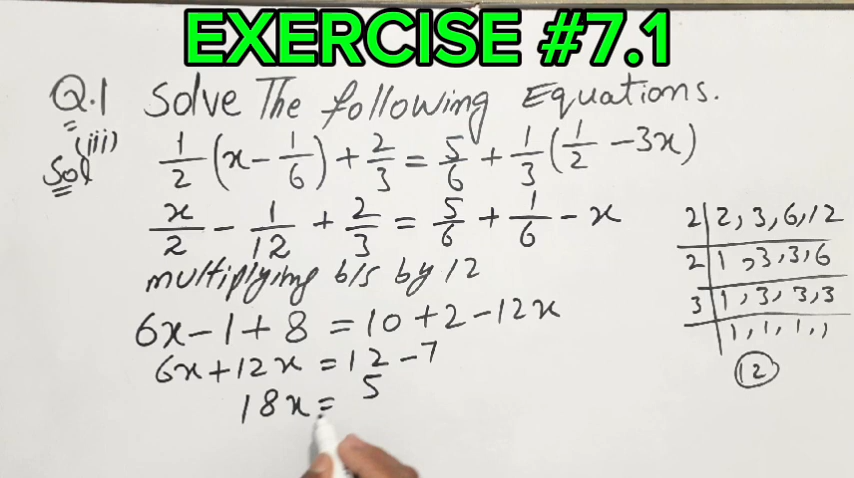 EXERCISE #7.1
Q.1 Solve The following Equations.
(iii)
Sol 1/2 (x - 1/6) + 2/3 = 5/6 + 1/3 (1/2 - 3x)
x/2 - 1/12 + 2/3 = 5/6 + 1/6 - x
multiplying b/s by 12
6x - 1 + 8 = 10 + 2 - 12x
6x + 12x = 12 - 7
18x = 5
2 | 2, 3, 6, 12
2 | 1, 3, 3, 6
3 | 1, 3, 3, 3
1, 1, 1, 1
12